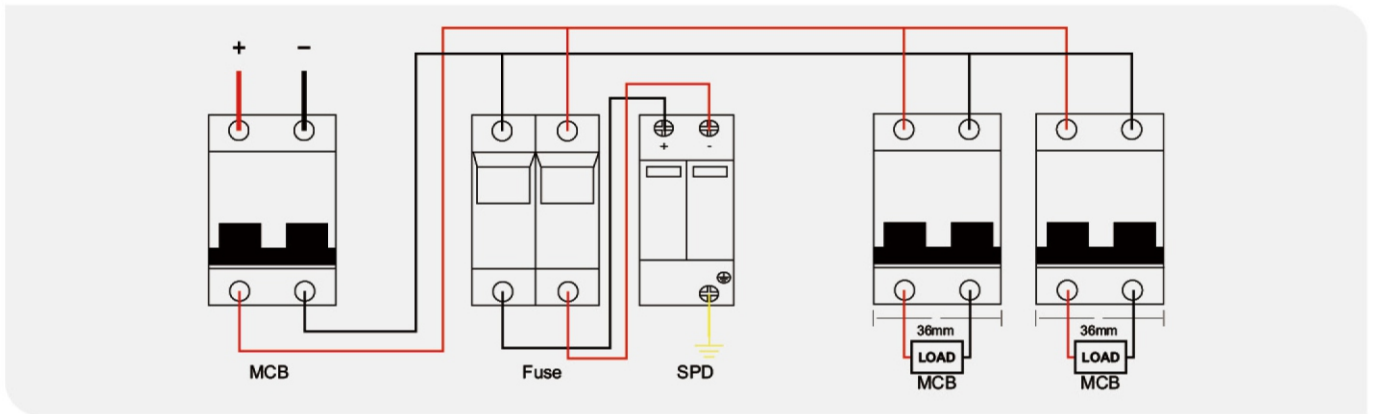 + −
+ -
36mm 36mm
LOAD LOAD
MCB Fuse SPD MCB MCB